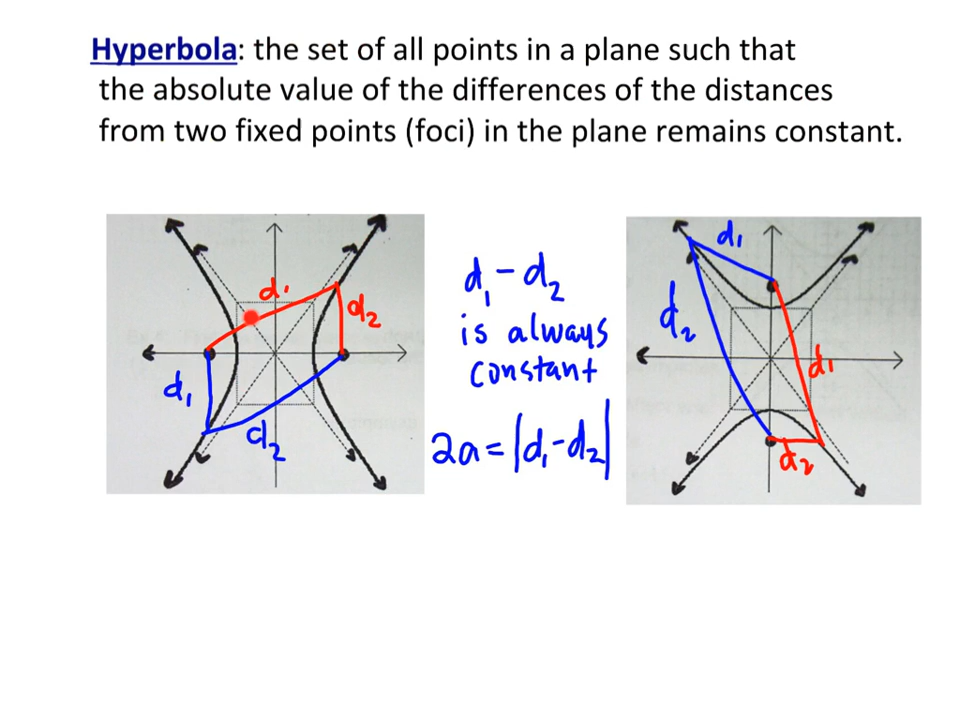 Hyperbola: the set of all points in a plane such that
the absolute value of the differences of the distances
from two fixed points (foci) in the plane remains constant.
d₁
d₂
d₁
d₂
d₁ - d₂
is always
constant
2a = |d₁ - d₂|
d₁
d₂
d₁
d₂